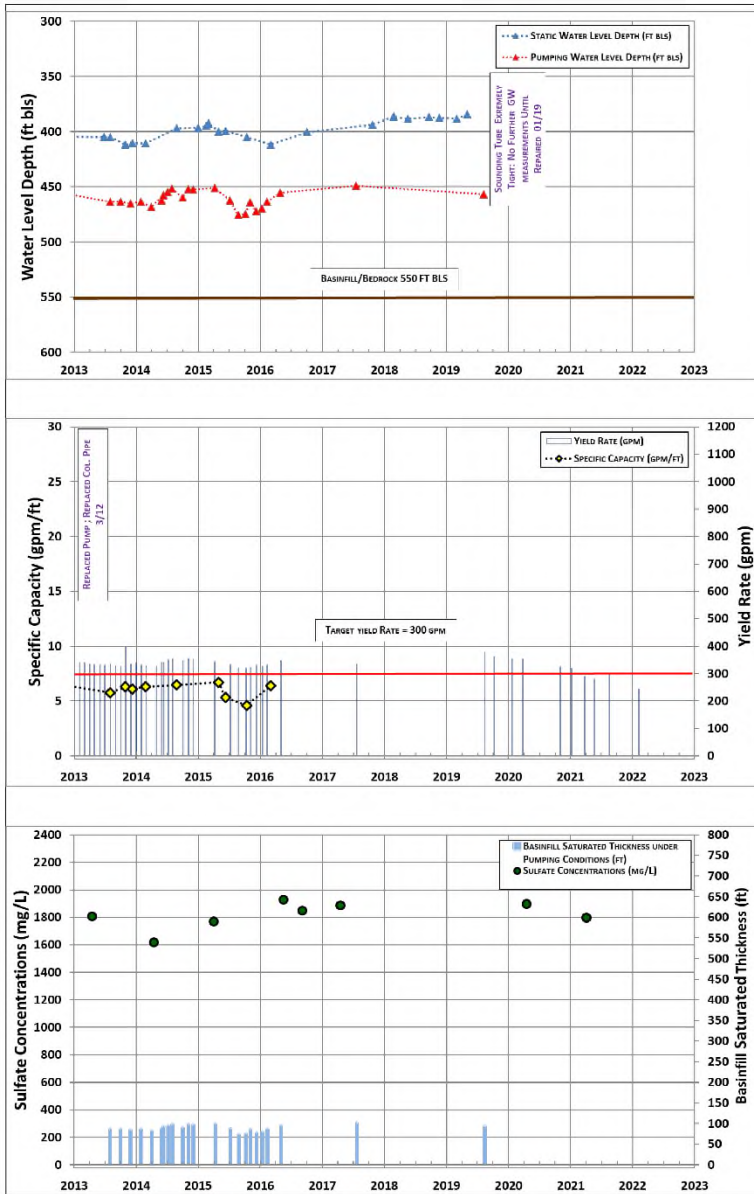 300
350
400
450
500
550
600
Water Level Depth (ft bls)
Static Water Level Depth (ft bls)
Pumping Water Level Depth (ft bls)
Sounding Tube Exremely
Tight: No Further GW
measurements Until
Repaired 01/19
Basinfill/Bedrock 550 ft bls
2013 2014 2015 2016 2017 2018 2019 2020 2021 2022 2023
30
25
20
15
10
5
0
Specific Capacity (gpm/ft)
Replaced Pump ; Replaced Col. Pipe
3/12
Yield Rate (gpm)
Specific Capacity (gpm/ft)
Target yield Rate = 300 gpm
1200
1100
1000
900
800
700
600
500
400
300
200
100
0
Yield Rate (gpm)
2013 2014 2015 2016 2017 2018 2019 2020 2021 2022 2023
2400
2200
2000
1800
1600
1400
1200
1000
800
600
400
200
0
Sulfate Concentrations (mg/L)
Basinfill Saturated Thickness under
Pumping Conditions (ft)
Sulfate Concentrations (mg/L)
800
750
700
650
600
550
500
450
400
350
300
250
200
150
100
50
0
Basinfill Saturated Thickness (ft)
2013 2014 2015 2016 2017 2018 2019 2020 2021 2022 2023